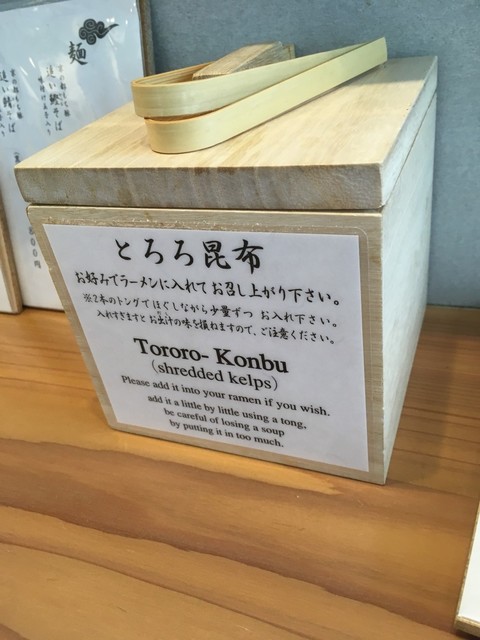 麺
とろろ昆布
お好みでラーメンに入れてお召し上がり下さい。
※2本のトングでほぐしながら少量ずつお入れ下さい。
入れすぎますとお出汁の味を損ねますので、ご注意ください。
Tororo- Konbu
(shredded kelps)
Please add it into your ramen if you wish.
add it a little by little using a tong,
be careful of losing a soup
by putting it in too much.